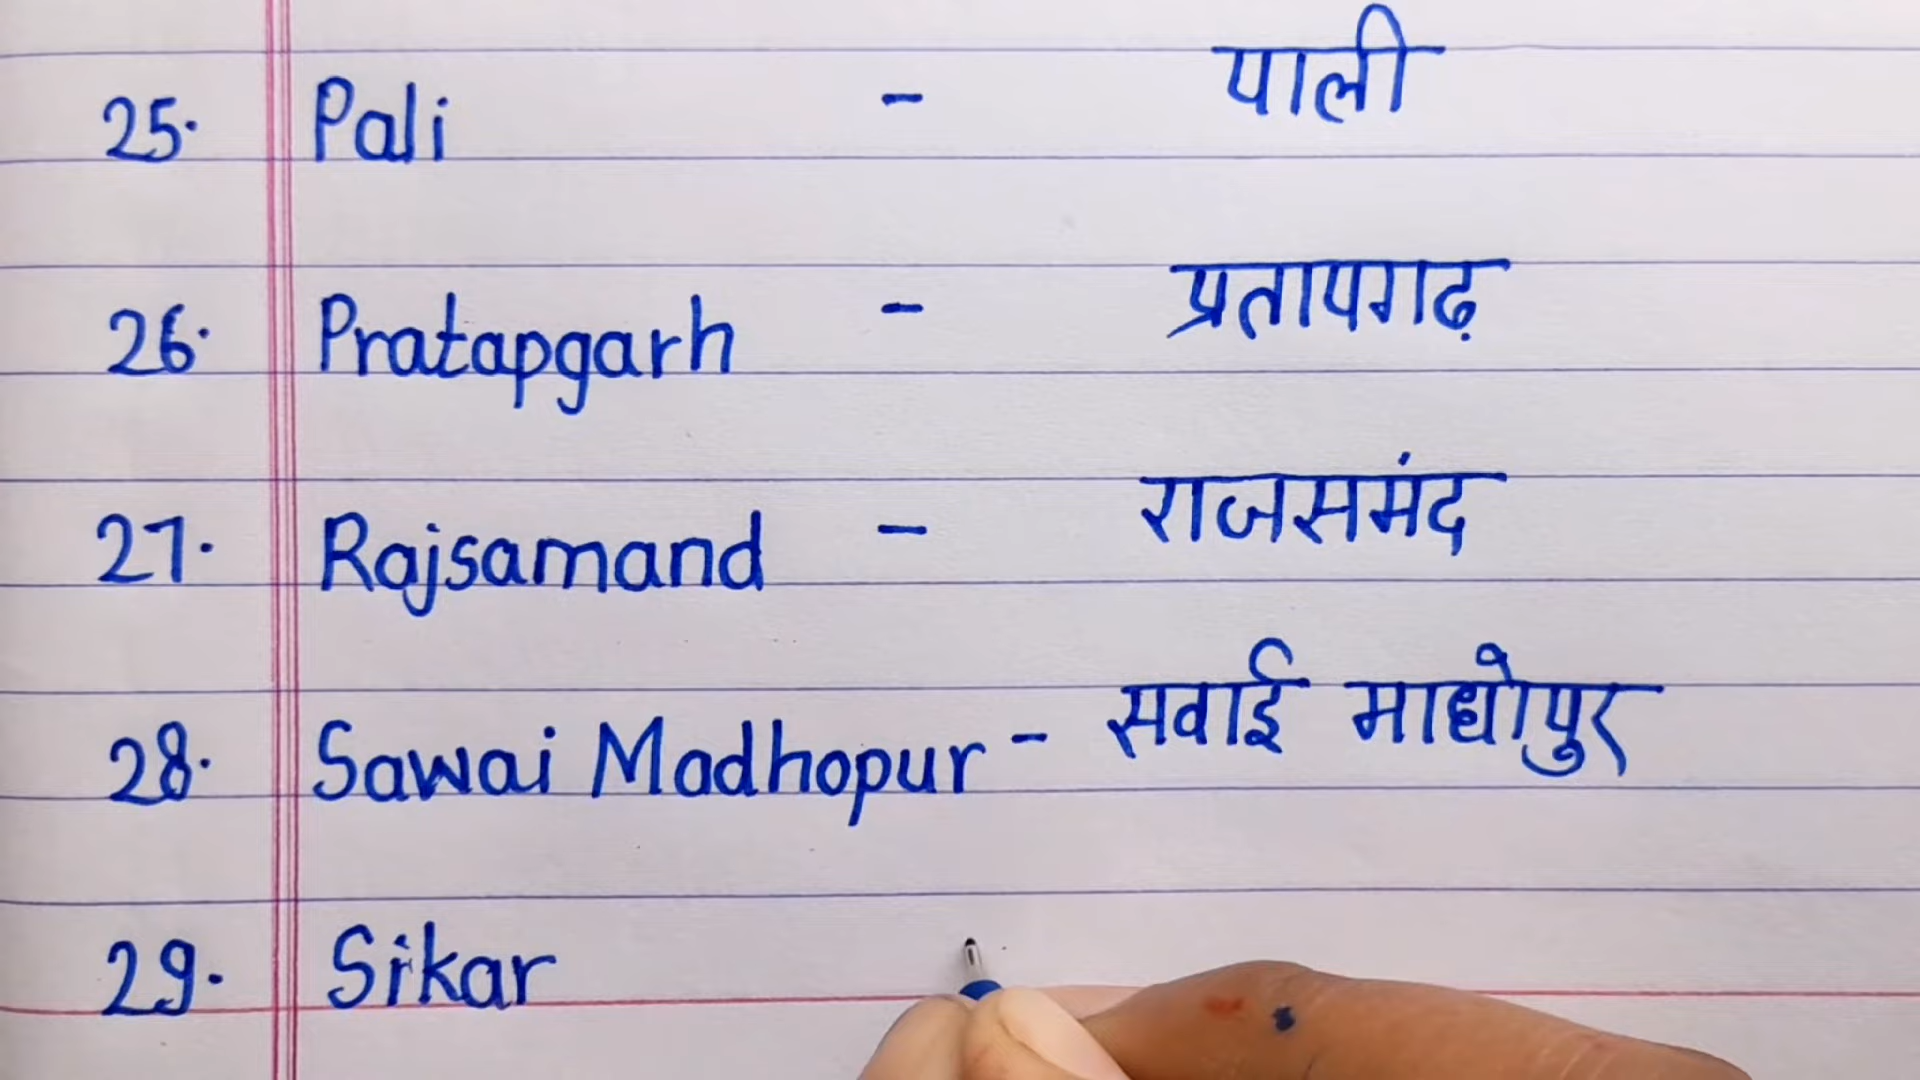 25. Pali - पाली
26. Pratapgarh - प्रतापगढ़
27. Rajsamand - राजसमंद
28. Sawai Madhopur - सवाई माधोपुर
29. Sikar